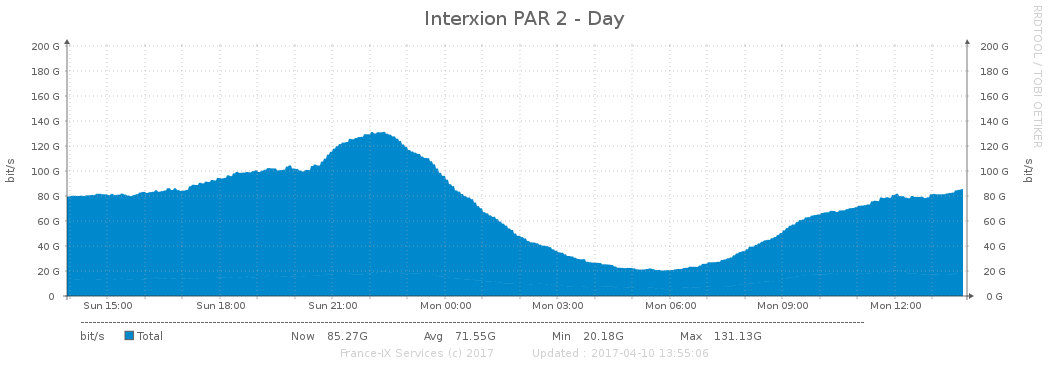 Interxion PAR 2 - Day
RRDTOOL / TOBI OETIKER
bit/s
bit/s
200 G 200 G
180 G 180 G
160 G 160 G
140 G 140 G
120 G 120 G
100 G 100 G
80 G 80 G
60 G 60 G
40 G 40 G
20 G 20 G
0 0 G
Sun 15:00 Sun 18:00 Sun 21:00 Mon 00:00 Mon 03:00 Mon 06:00 Mon 09:00 Mon 12:00
bit/s Total Now 85.27G Avg 71.55G Min 20.18G Max 131.13G
France-IX Services (c) 2017 Updated : 2017-04-10 13:55:06